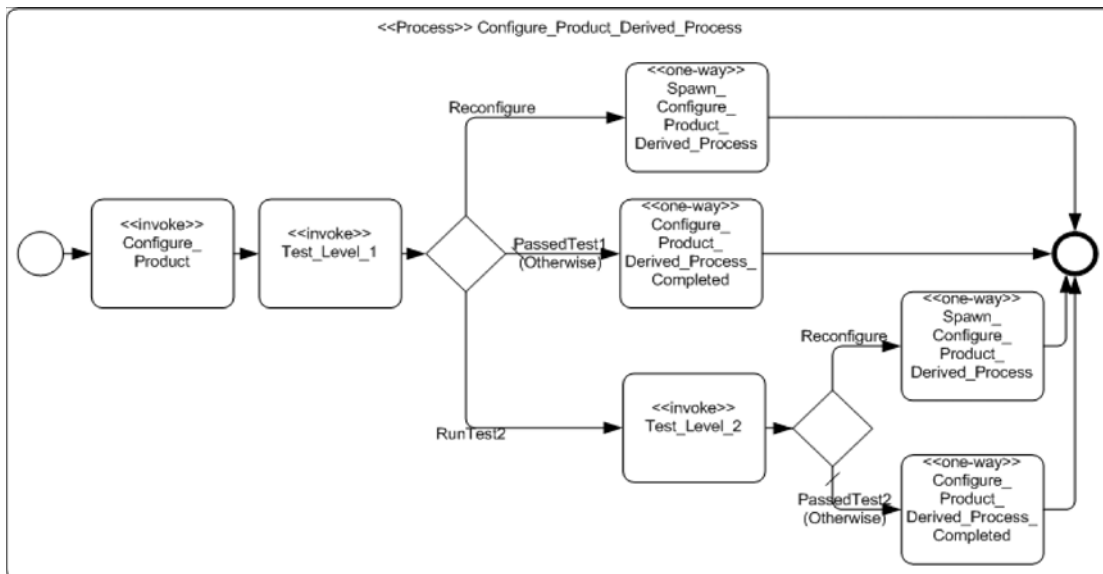 <<Process>> Configure_Product_Derived_Process
<<one-way>>
Spawn_
Configure_
Product_
Derived_Process
Reconfigure
<<invoke>>
Configure_
Product
<<invoke>>
Test_Level_1
PassedTest1
(Otherwise)
<<one-way>>
Configure_
Product_
Derived_Process_
Completed
RunTest2
<<invoke>>
Test_Level_2
Reconfigure
<<one-way>>
Spawn_
Configure_
Product_
Derived_Process
PassedTest2
(Otherwise)
<<one-way>>
Configure_
Product_
Derived_Process_
Completed